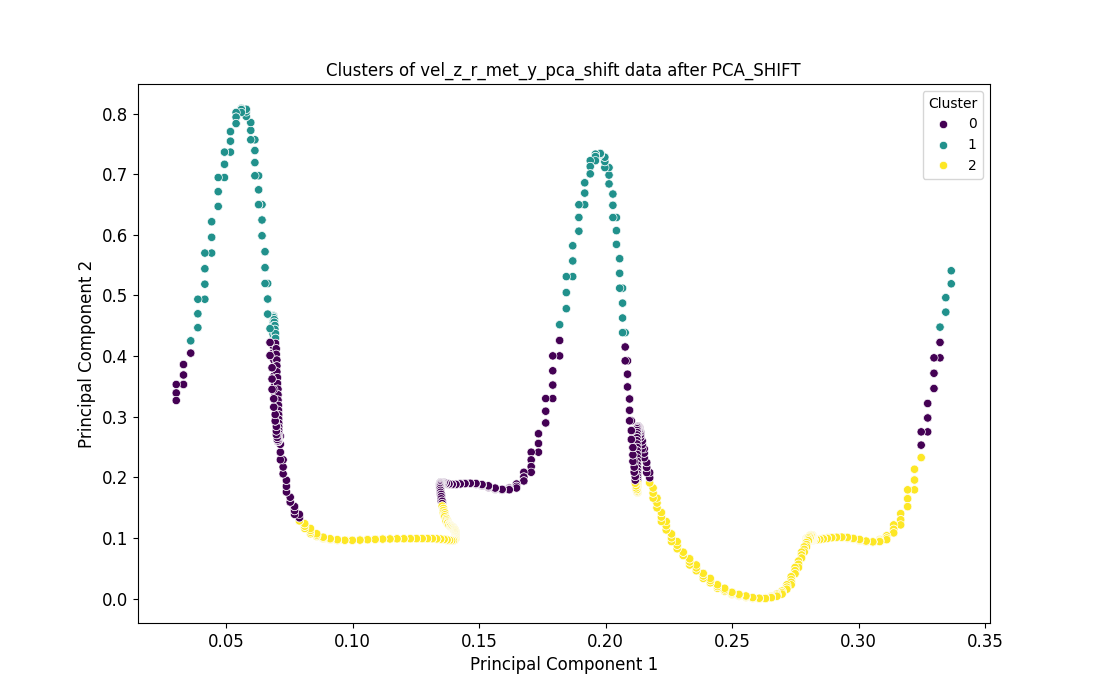 Clusters of vel_z_r_met_y_pca_shift data after PCA_SHIFT
Cluster
0
1
2
Principal Component 2
0.8
0.7
0.6
0.5
0.4
0.3
0.2
0.1
0.0
0.05 0.10 0.15 0.20 0.25 0.30 0.35
Principal Component 1